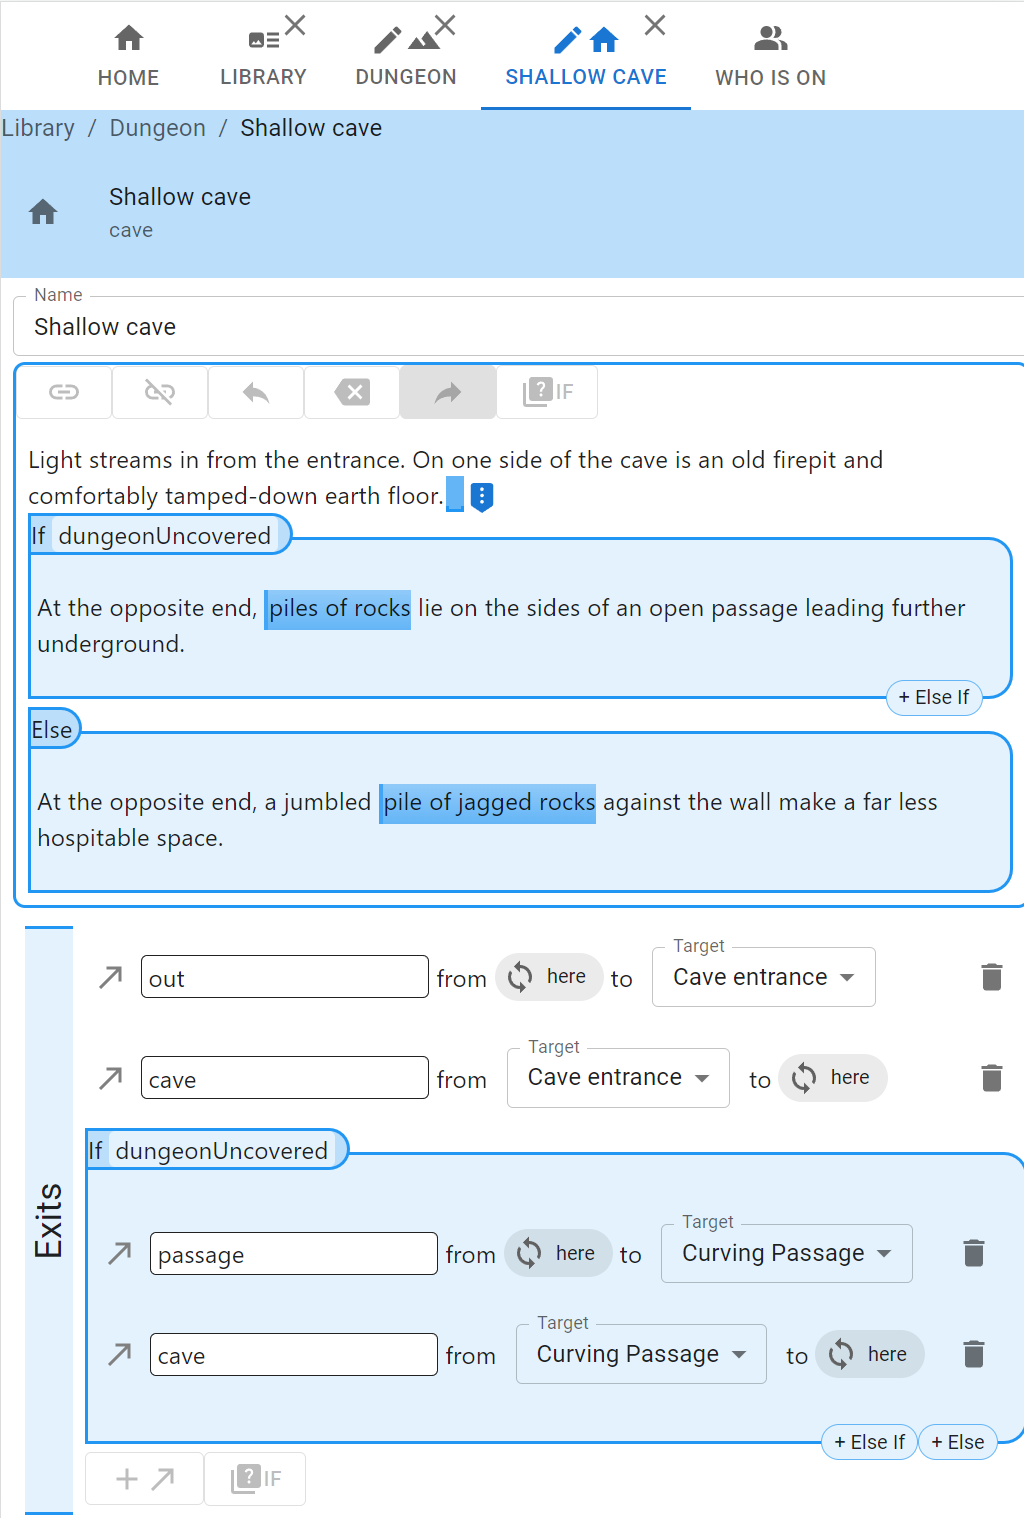 HOME LIBRARY DUNGEON SHALLOW CAVE WHO IS ON
Library / Dungeon / Shallow cave
Shallow cave
cave
Name
Shallow cave
? IF
Light streams in from the entrance. On one side of the cave is an old firepit and
comfortably tamped-down earth floor.
If dungeonUncovered
At the opposite end, piles of rocks lie on the sides of an open passage leading further
underground.
+ Else If
Else
At the opposite end, a jumbled pile of jagged rocks against the wall make a far less
hospitable space.
Exits
Target
out from here to Cave entrance
Target
cave from Cave entrance to here
If dungeonUncovered
Target
passage from here to Curving Passage
Target
cave from Curving Passage to here
+ Else If + Else
+ ? IF